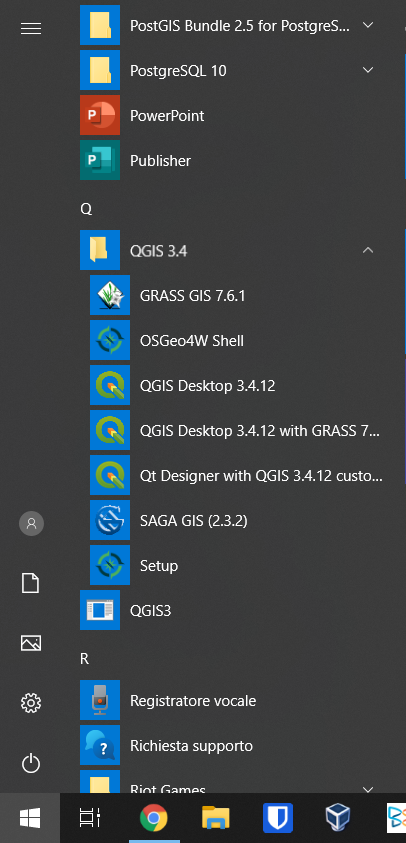 PostGIS Bundle 2.5 for PostgreS...
PostgreSQL 10
PowerPoint
Publisher
Q
QGIS 3.4
GRASS GIS 7.6.1
OSGeo4W Shell
QGIS Desktop 3.4.12
QGIS Desktop 3.4.12 with GRASS 7...
Qt Designer with QGIS 3.4.12 custo...
SAGA GIS (2.3.2)
Setup
QGIS3
R
Registratore vocale
Richiesta supporto
Riot Games